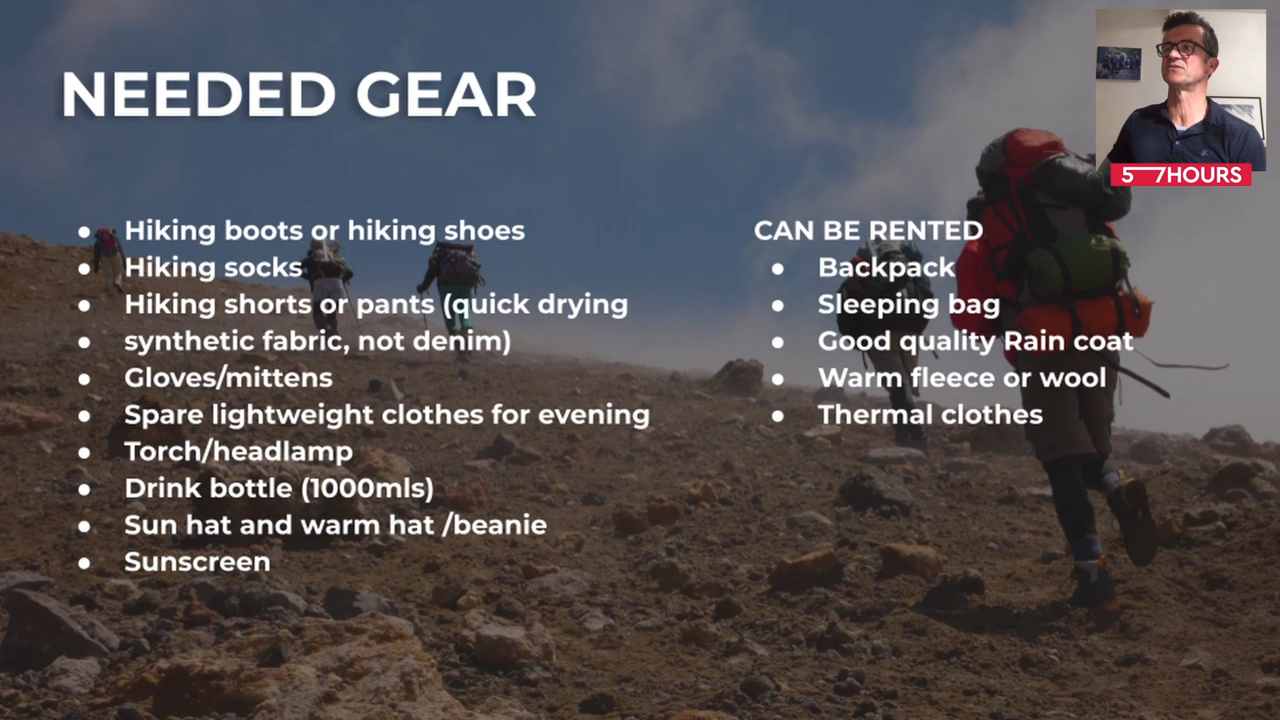 NEEDED GEAR
● Hiking boots or hiking shoes
● Hiking socks
● Hiking shorts or pants (quick drying
● synthetic fabric, not denim)
● Gloves/mittens
● Spare lightweight clothes for evening
● Torch/headlamp
● Drink bottle (1000mls)
● Sun hat and warm hat /beanie
● Sunscreen
CAN BE RENTED
● Backpack
● Sleeping bag
● Good quality Rain coat
● Warm fleece or wool
● Thermal clothes
57HOURS